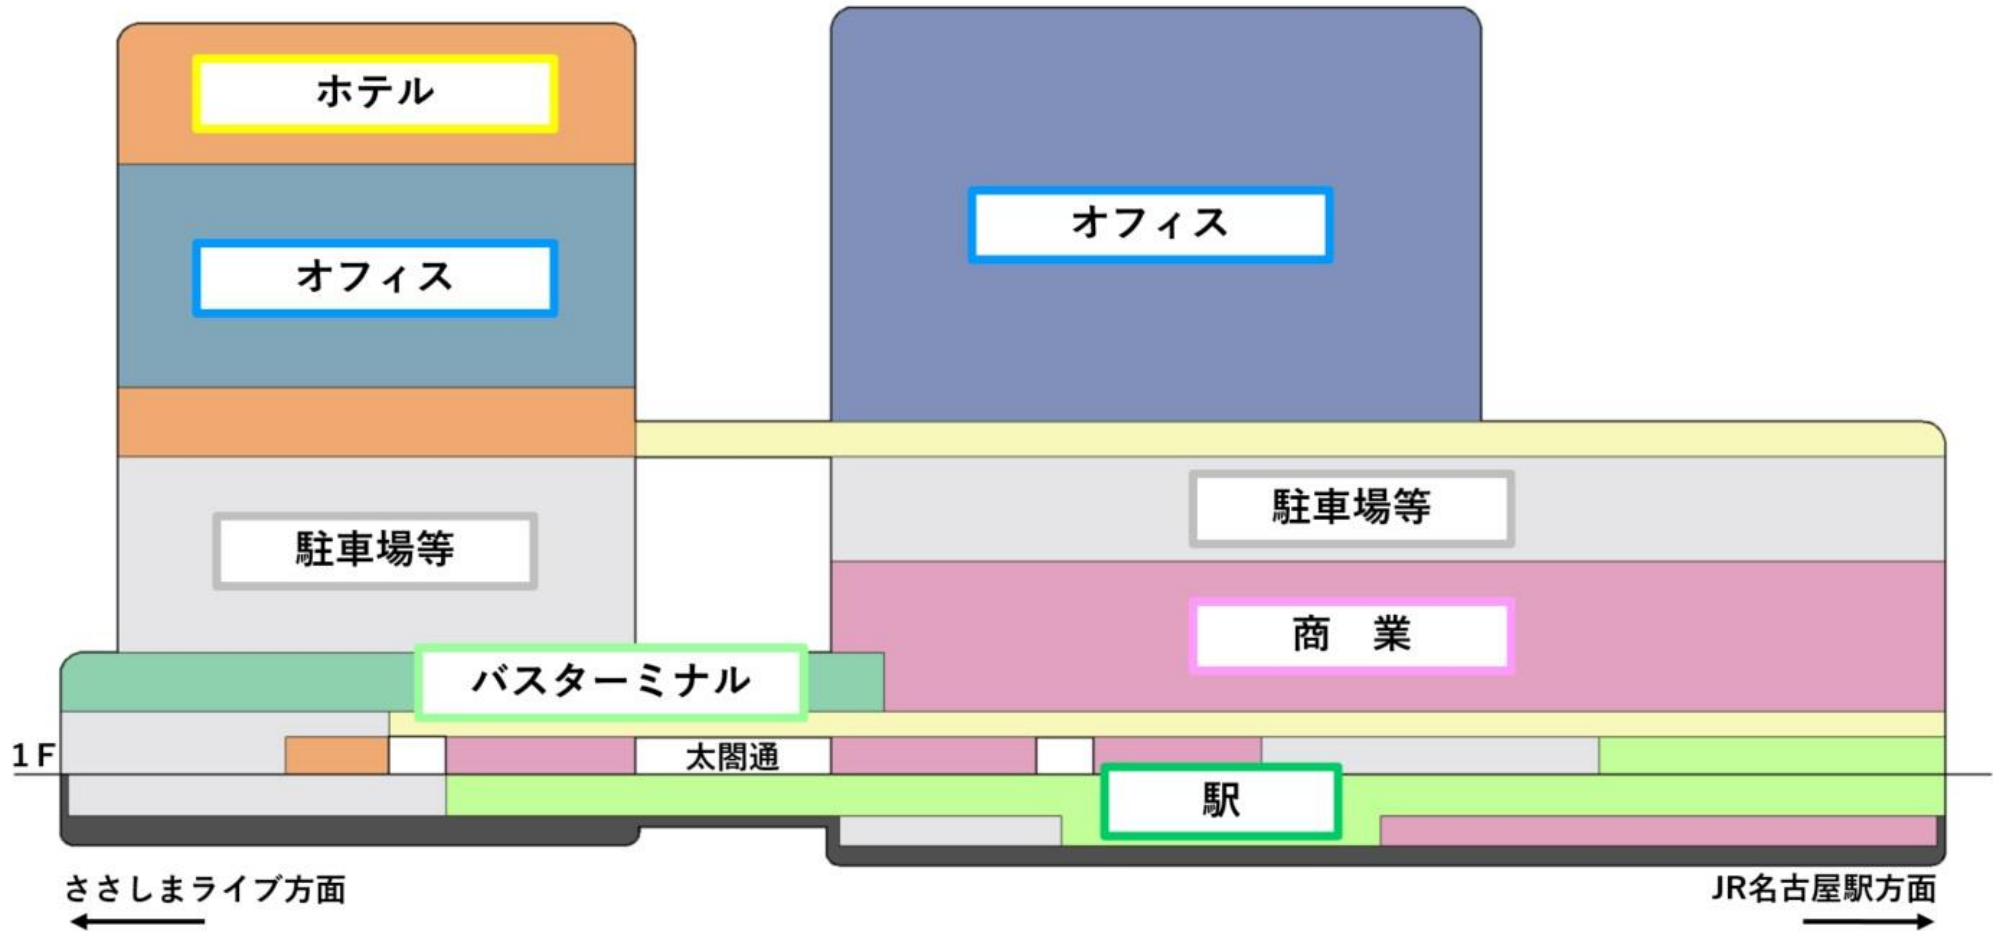 ホテル
オフィス
オフィス
駐車場等
駐車場等
商　業
バスターミナル
1F
太閤通
駅
ささしまライブ方面
JR名古屋駅方面